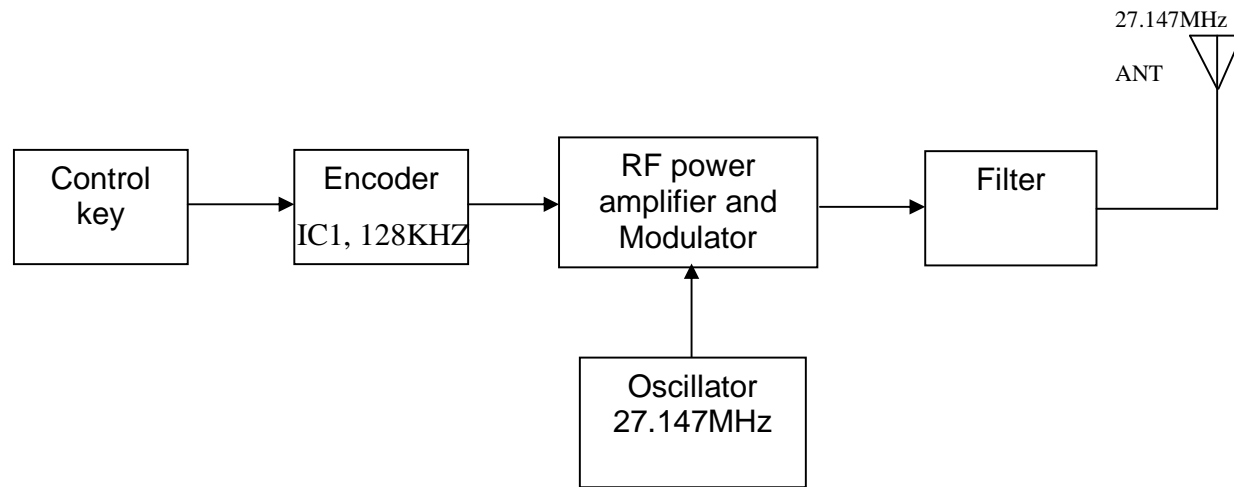 27.147MHz
ANT
Control
key
Encoder
IC1, 128KHZ
RF power
amplifier and
Modulator
Filter
Oscillator
27.147MHz